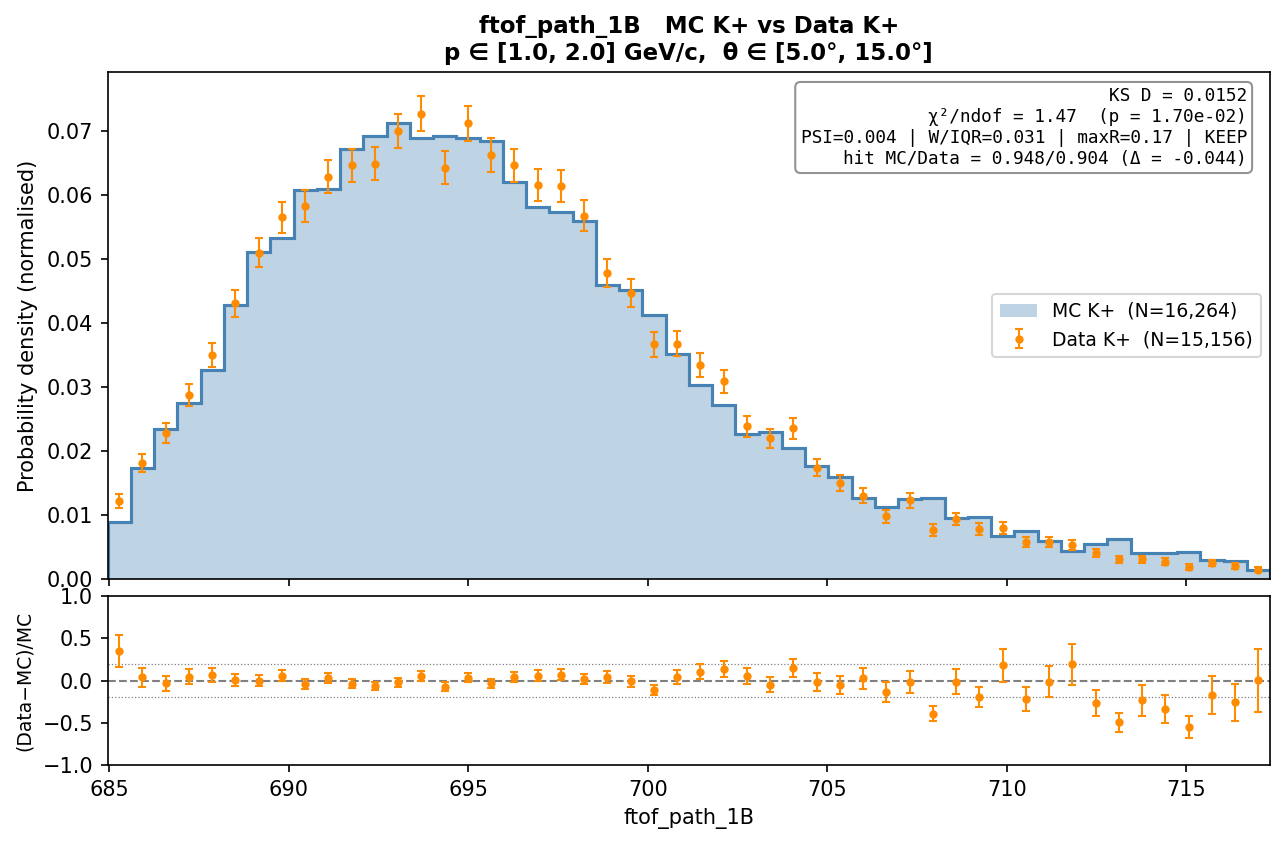 ftof_path_1B   MC K+ vs Data K+
p ∈ [1.0, 2.0] GeV/c,  θ ∈ [5.0°, 15.0°]
KS D = 0.0152
χ²/ndof = 1.47  (p = 1.70e-02)
PSI=0.004 | W/IQR=0.031 | maxR=0.17 | KEEP
hit MC/Data = 0.948/0.904 (Δ = -0.044)
MC K+  (N=16,264)
Data K+  (N=15,156)
Probability density (normalised)
0.07
0.06
0.05
0.04
0.03
0.02
0.01
0.00
(Data−MC)/MC
1.0
0.5
0.0
−0.5
−1.0
685
690
695
700
705
710
715
ftof_path_1B